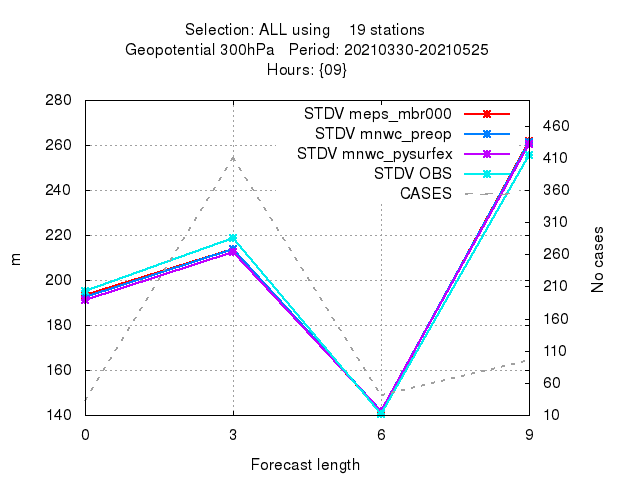 Selection: ALL using    19 stations
Geopotential 300hPa   Period: 20210330-20210525
Hours: {09}
280
260
240
220
200
180
160
140
m
STDV meps_mbr000
STDV mnwc_preop
STDV mnwc_pysurfex
STDV OBS
CASES
460
410
360
310
260
210
160
110
60
10
No cases
0 3 6 9
Forecast length